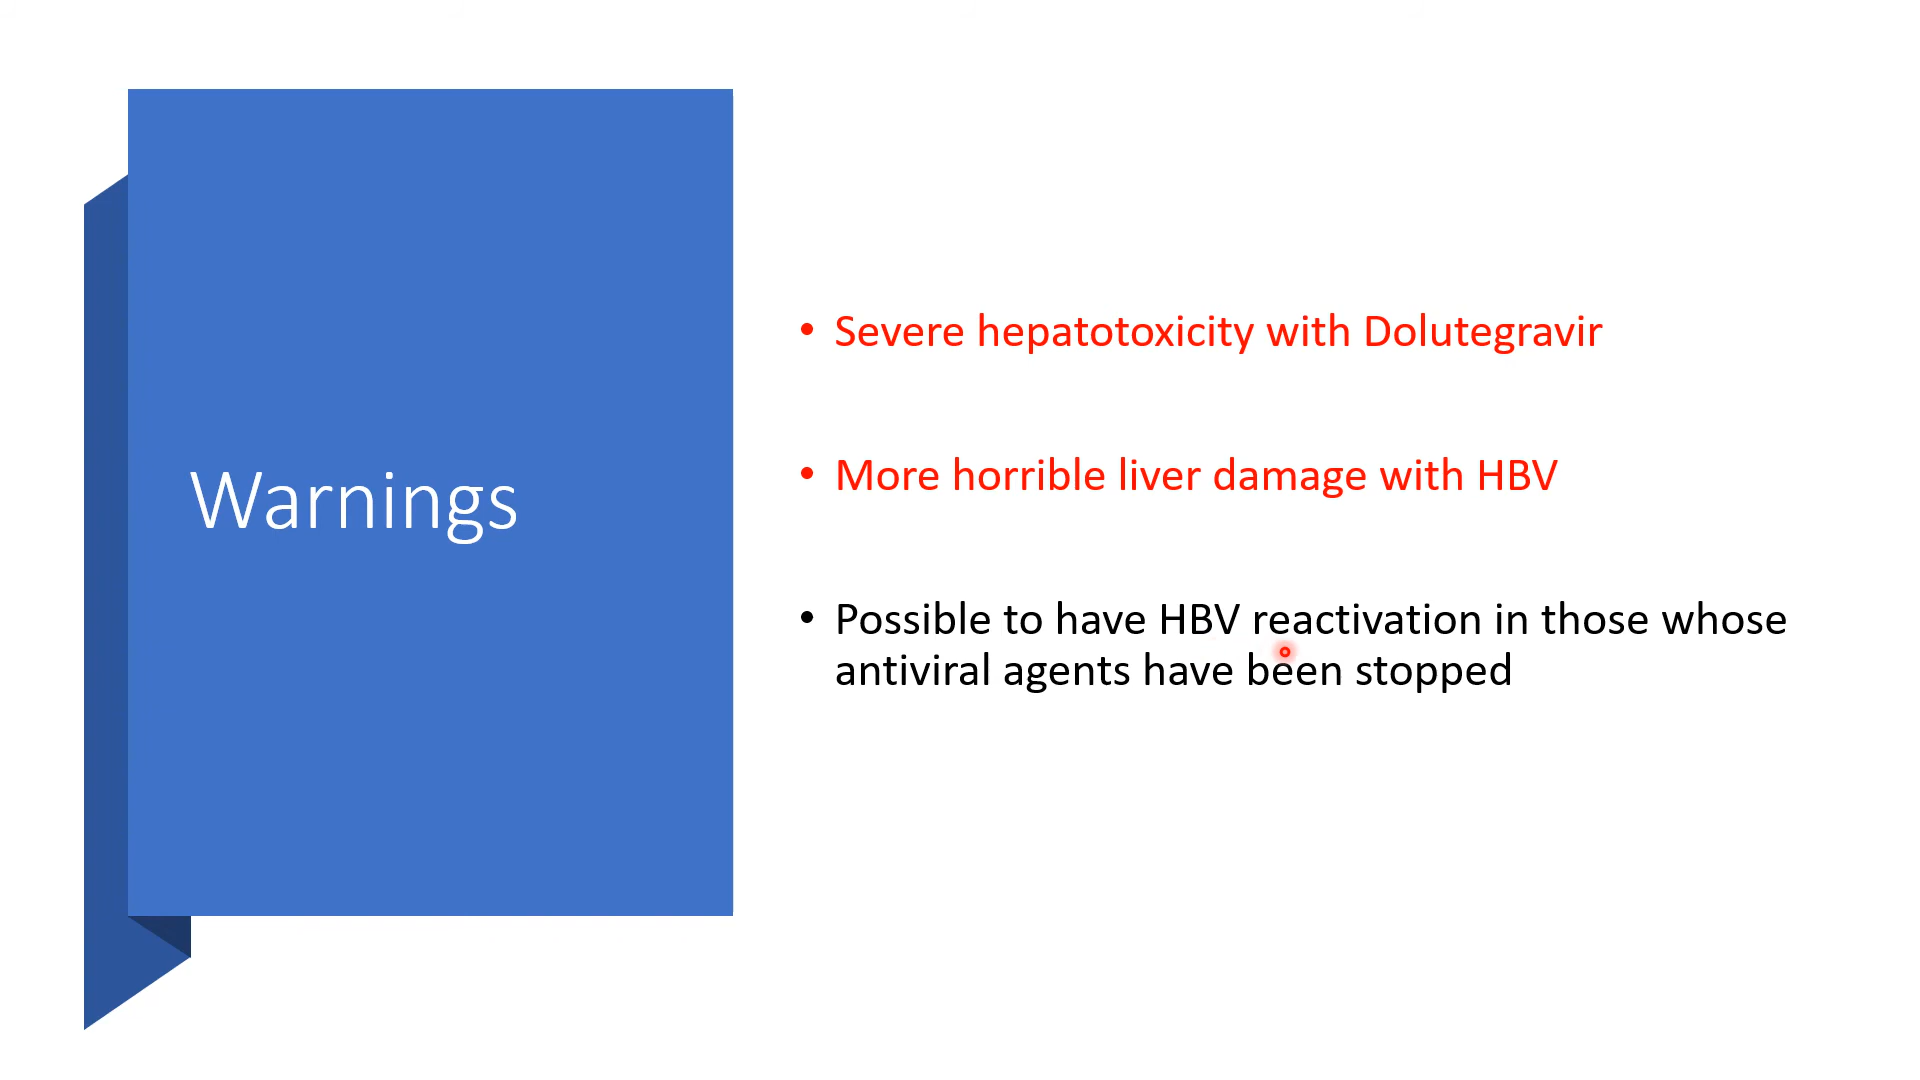 Warnings
• Severe hepatotoxicity with Dolutegravir
• More horrible liver damage with HBV
• Possible to have HBV reactivation in those whose
antiviral agents have been stopped